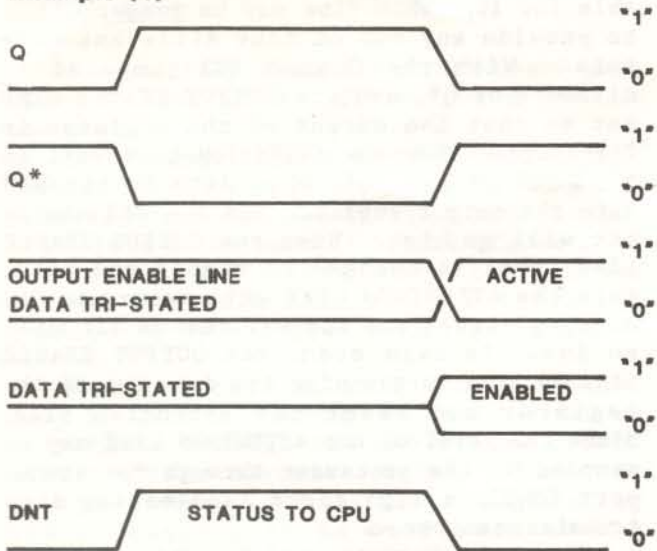 "1"
Q
"0"
"1"
Q*
"0"
"1"
OUTPUT ENABLE LINE ACTIVE
DATA TRI-STATED "0"
"1"
DATA TRI-STATED ENABLED
"0"
"1"
DNT STATUS TO CPU
"0"